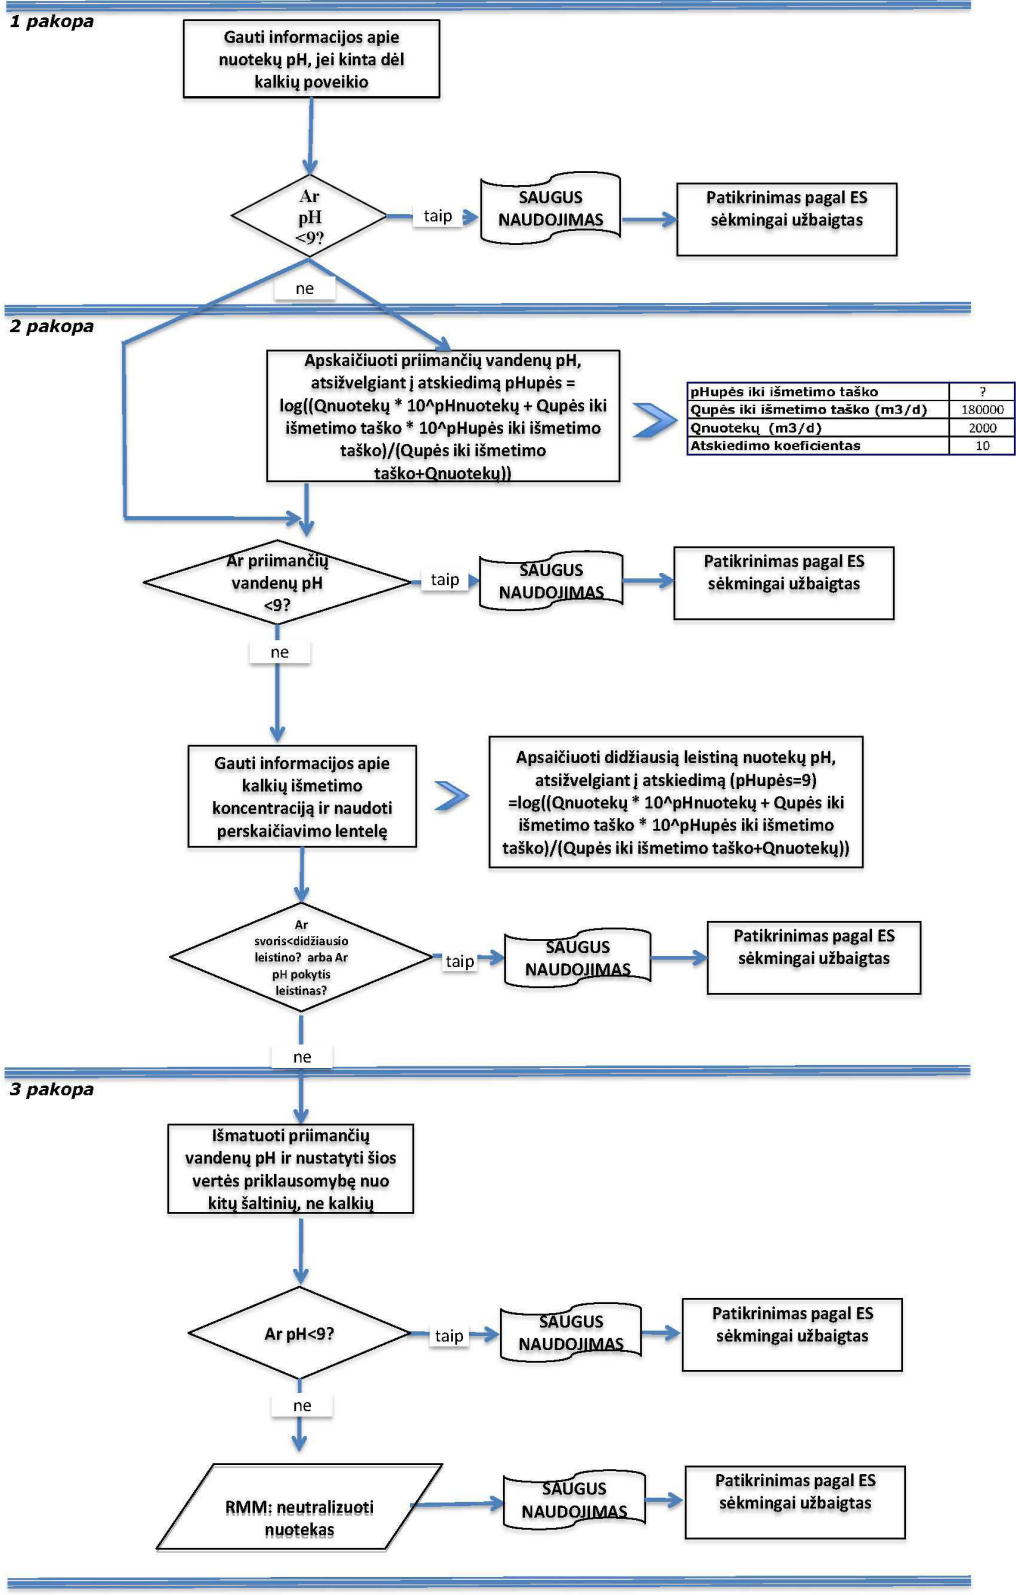 1 pakopa
Gauti informacijos apie
nuotekų pH, jei kinta dėl
kalkių poveikio
Ar
pH
<9?
taip
SAUGUS
NAUDOJIMAS
Patikrinimas pagal ES
sėkmingai užbaigtas
ne
2 pakopa
Apskaičiuoti priimančių vandenų pH,
atsižvelgiant į atskiedimą pHupės =
log((Qnuotekų * 10^pHnuotekų + Qupės iki
išmetimo taško * 10^pHupės iki išmetimo
taško)/(Qupės iki išmetimo
taško+Qnuotekų))
pHupės iki išmetimo taško ?
Qupės iki išmetimo taško (m3/d) 180000
Qnuotekų (m3/d) 2000
Atskiedimo koeficientas 10
Ar priimančių
vandenų pH
<9?
taip
SAUGUS
NAUDOJIMAS
Patikrinimas pagal ES
sėkmingai užbaigtas
ne
Gauti informacijos apie
kalkių išmetimo
koncentraciją ir naudoti
perskaičiavimo lentelę
Apsaičiuoti didžiausią leistiną nuotekų pH,
atsižvelgiant į atskiedimą (pHupės=9)
=log((Qnuotekų * 10^pHnuotekų + Qupės iki
išmetimo taško * 10^pHupės iki išmetimo
taško)/(Qupės iki išmetimo taško+Qnuotekų))
Ar
svoris<didžiausio
leistino? arba Ar
pH pokytis
leistinas?
taip
SAUGUS
NAUDOJIMAS
Patikrinimas pagal ES
sėkmingai užbaigtas
ne
3 pakopa
Išmatuoti priimančių
vandenų pH ir nustatyti šios
vertės priklausomybę nuo
kitų šaltinių, ne kalkių
Ar pH<9?
taip
SAUGUS
NAUDOJIMAS
Patikrinimas pagal ES
sėkmingai užbaigtas
ne
RMM: neutralizuoti
nuotekas
SAUGUS
NAUDOJIMAS
Patikrinimas pagal ES
sėkmingai užbaigtas